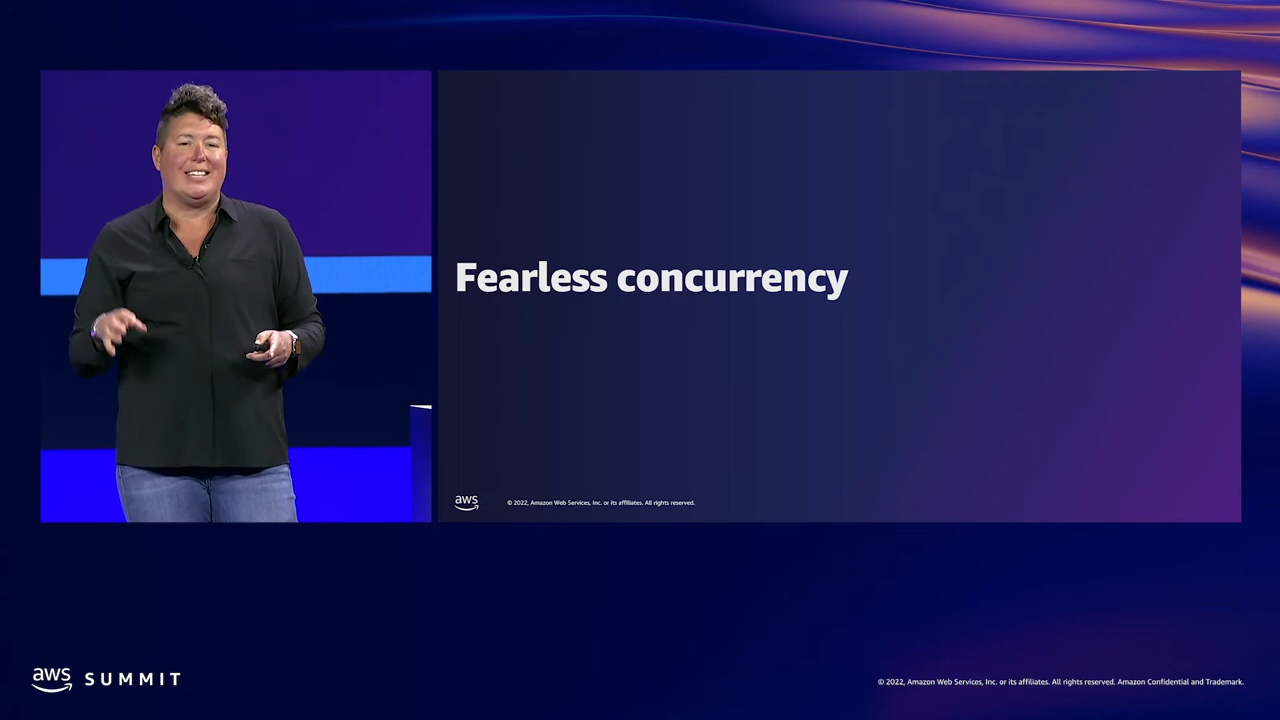 Fearless concurrency
aws
© 2022, Amazon Web Services, Inc. or its affiliates. All rights reserved.
aws SUMMIT
© 2022, Amazon Web Services, Inc. or its affiliates. All rights reserved. Amazon Confidential and Trademark.